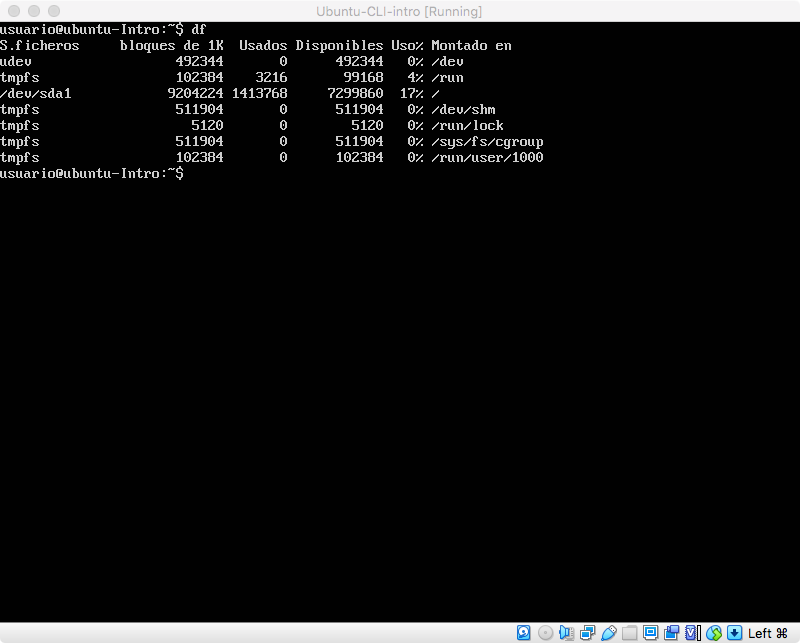 Ubuntu-CLI-intro [Running]
usuario@ubuntu-Intro:~$ df
S.ficheros     bloques de 1K  Usados Disponibles Uso% Montado en
udev                  492344       0      492344   0% /dev
tmpfs                 102384    3216       99168   4% /run
/dev/sda1            9204224 1413768     7299860  17% /
tmpfs                 511904       0      511904   0% /dev/shm
tmpfs                   5120       0        5120   0% /run/lock
tmpfs                 511904       0      511904   0% /sys/fs/cgroup
tmpfs                 102384       0      102384   0% /run/user/1000
usuario@ubuntu-Intro:~$
Left ⌘